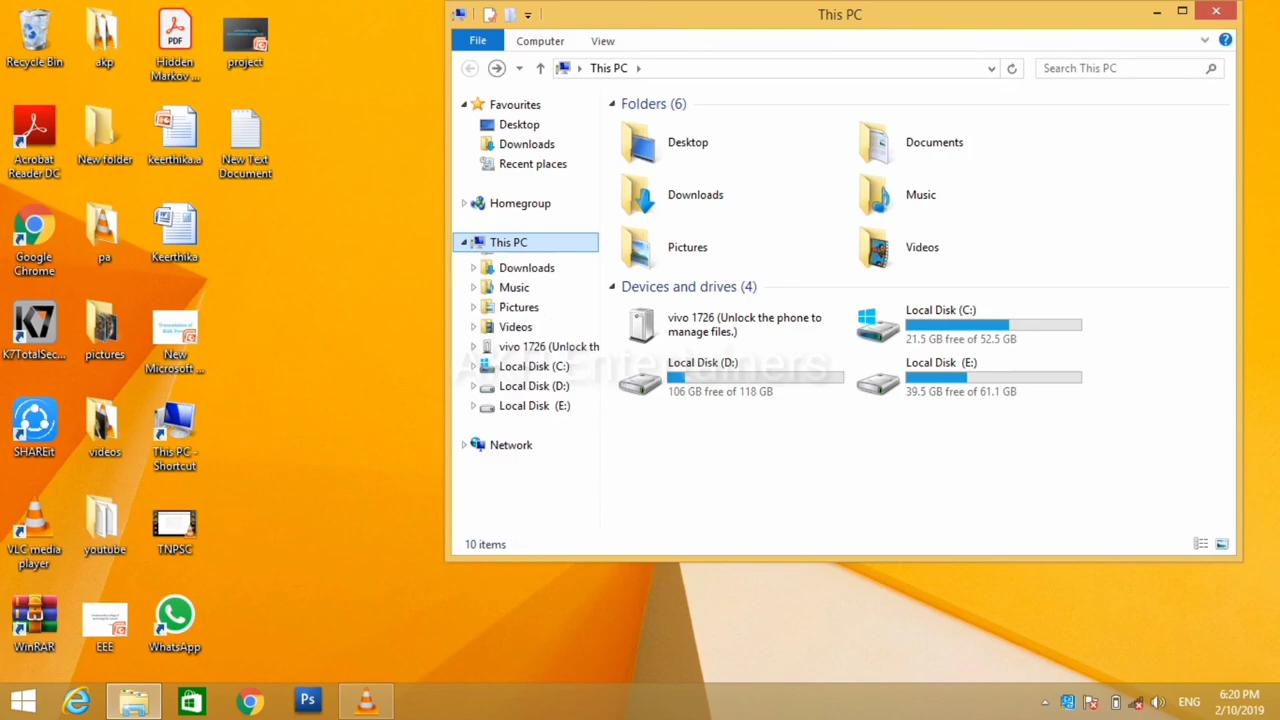 Recycle Bin
akp
Hidden
Markov ...
project
Acrobat
Reader DC
New folder
keerthika.a
New Text
Document
Google
Chrome
pa
Keerthika
K7TotalSec...
pictures
New
Microsoft ...
SHAREit
videos
This PC -
Shortcut
VLC media
player
youtube
TNPSC
WinRAR
EEE
WhatsApp
PDF
This PC
File
Computer
View
This PC
Search This PC
Favourites
Desktop
Downloads
Recent places
Homegroup
This PC
Downloads
Music
Pictures
Videos
vivo 1726 (Unlock th
Local Disk (C:)
Local Disk (D:)
Local Disk (E:)
Network
Folders (6)
Desktop
Documents
Downloads
Music
Pictures
Videos
Devices and drives (4)
vivo 1726 (Unlock the phone to
manage files.)
Local Disk (C:)
21.5 GB free of 52.5 GB
Local Disk (D:)
106 GB free of 118 GB
Local Disk (E:)
39.5 GB free of 61.1 GB
10 items
Ps
ENG
6:20 PM
2/10/2019